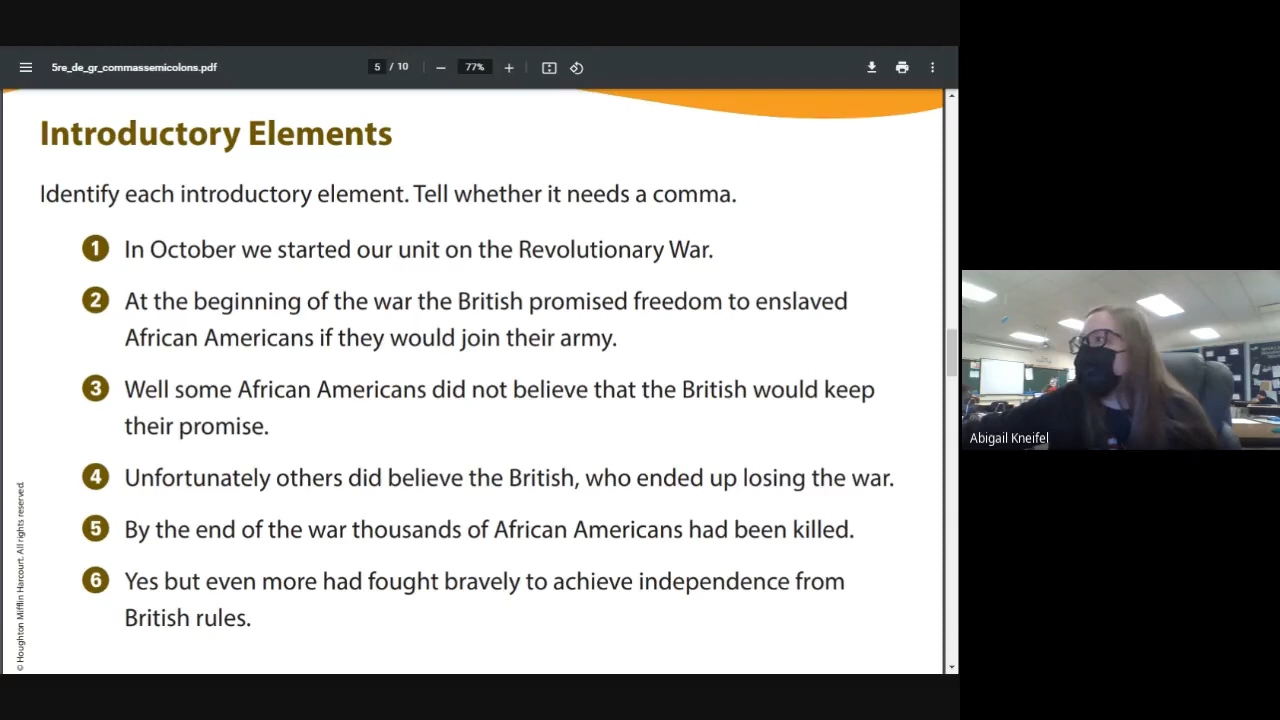 5re_de_gr_commassemicolons.pdf
5 / 10
77%
Introductory Elements
Identify each introductory element. Tell whether it needs a comma.
1 In October we started our unit on the Revolutionary War.
2 At the beginning of the war the British promised freedom to enslaved
African Americans if they would join their army.
3 Well some African Americans did not believe that the British would keep
their promise.
4 Unfortunately others did believe the British, who ended up losing the war.
5 By the end of the war thousands of African Americans had been killed.
6 Yes but even more had fought bravely to achieve independence from
British rules.
© Houghton Mifflin Harcourt. All rights reserved.
Abigail Kneifel